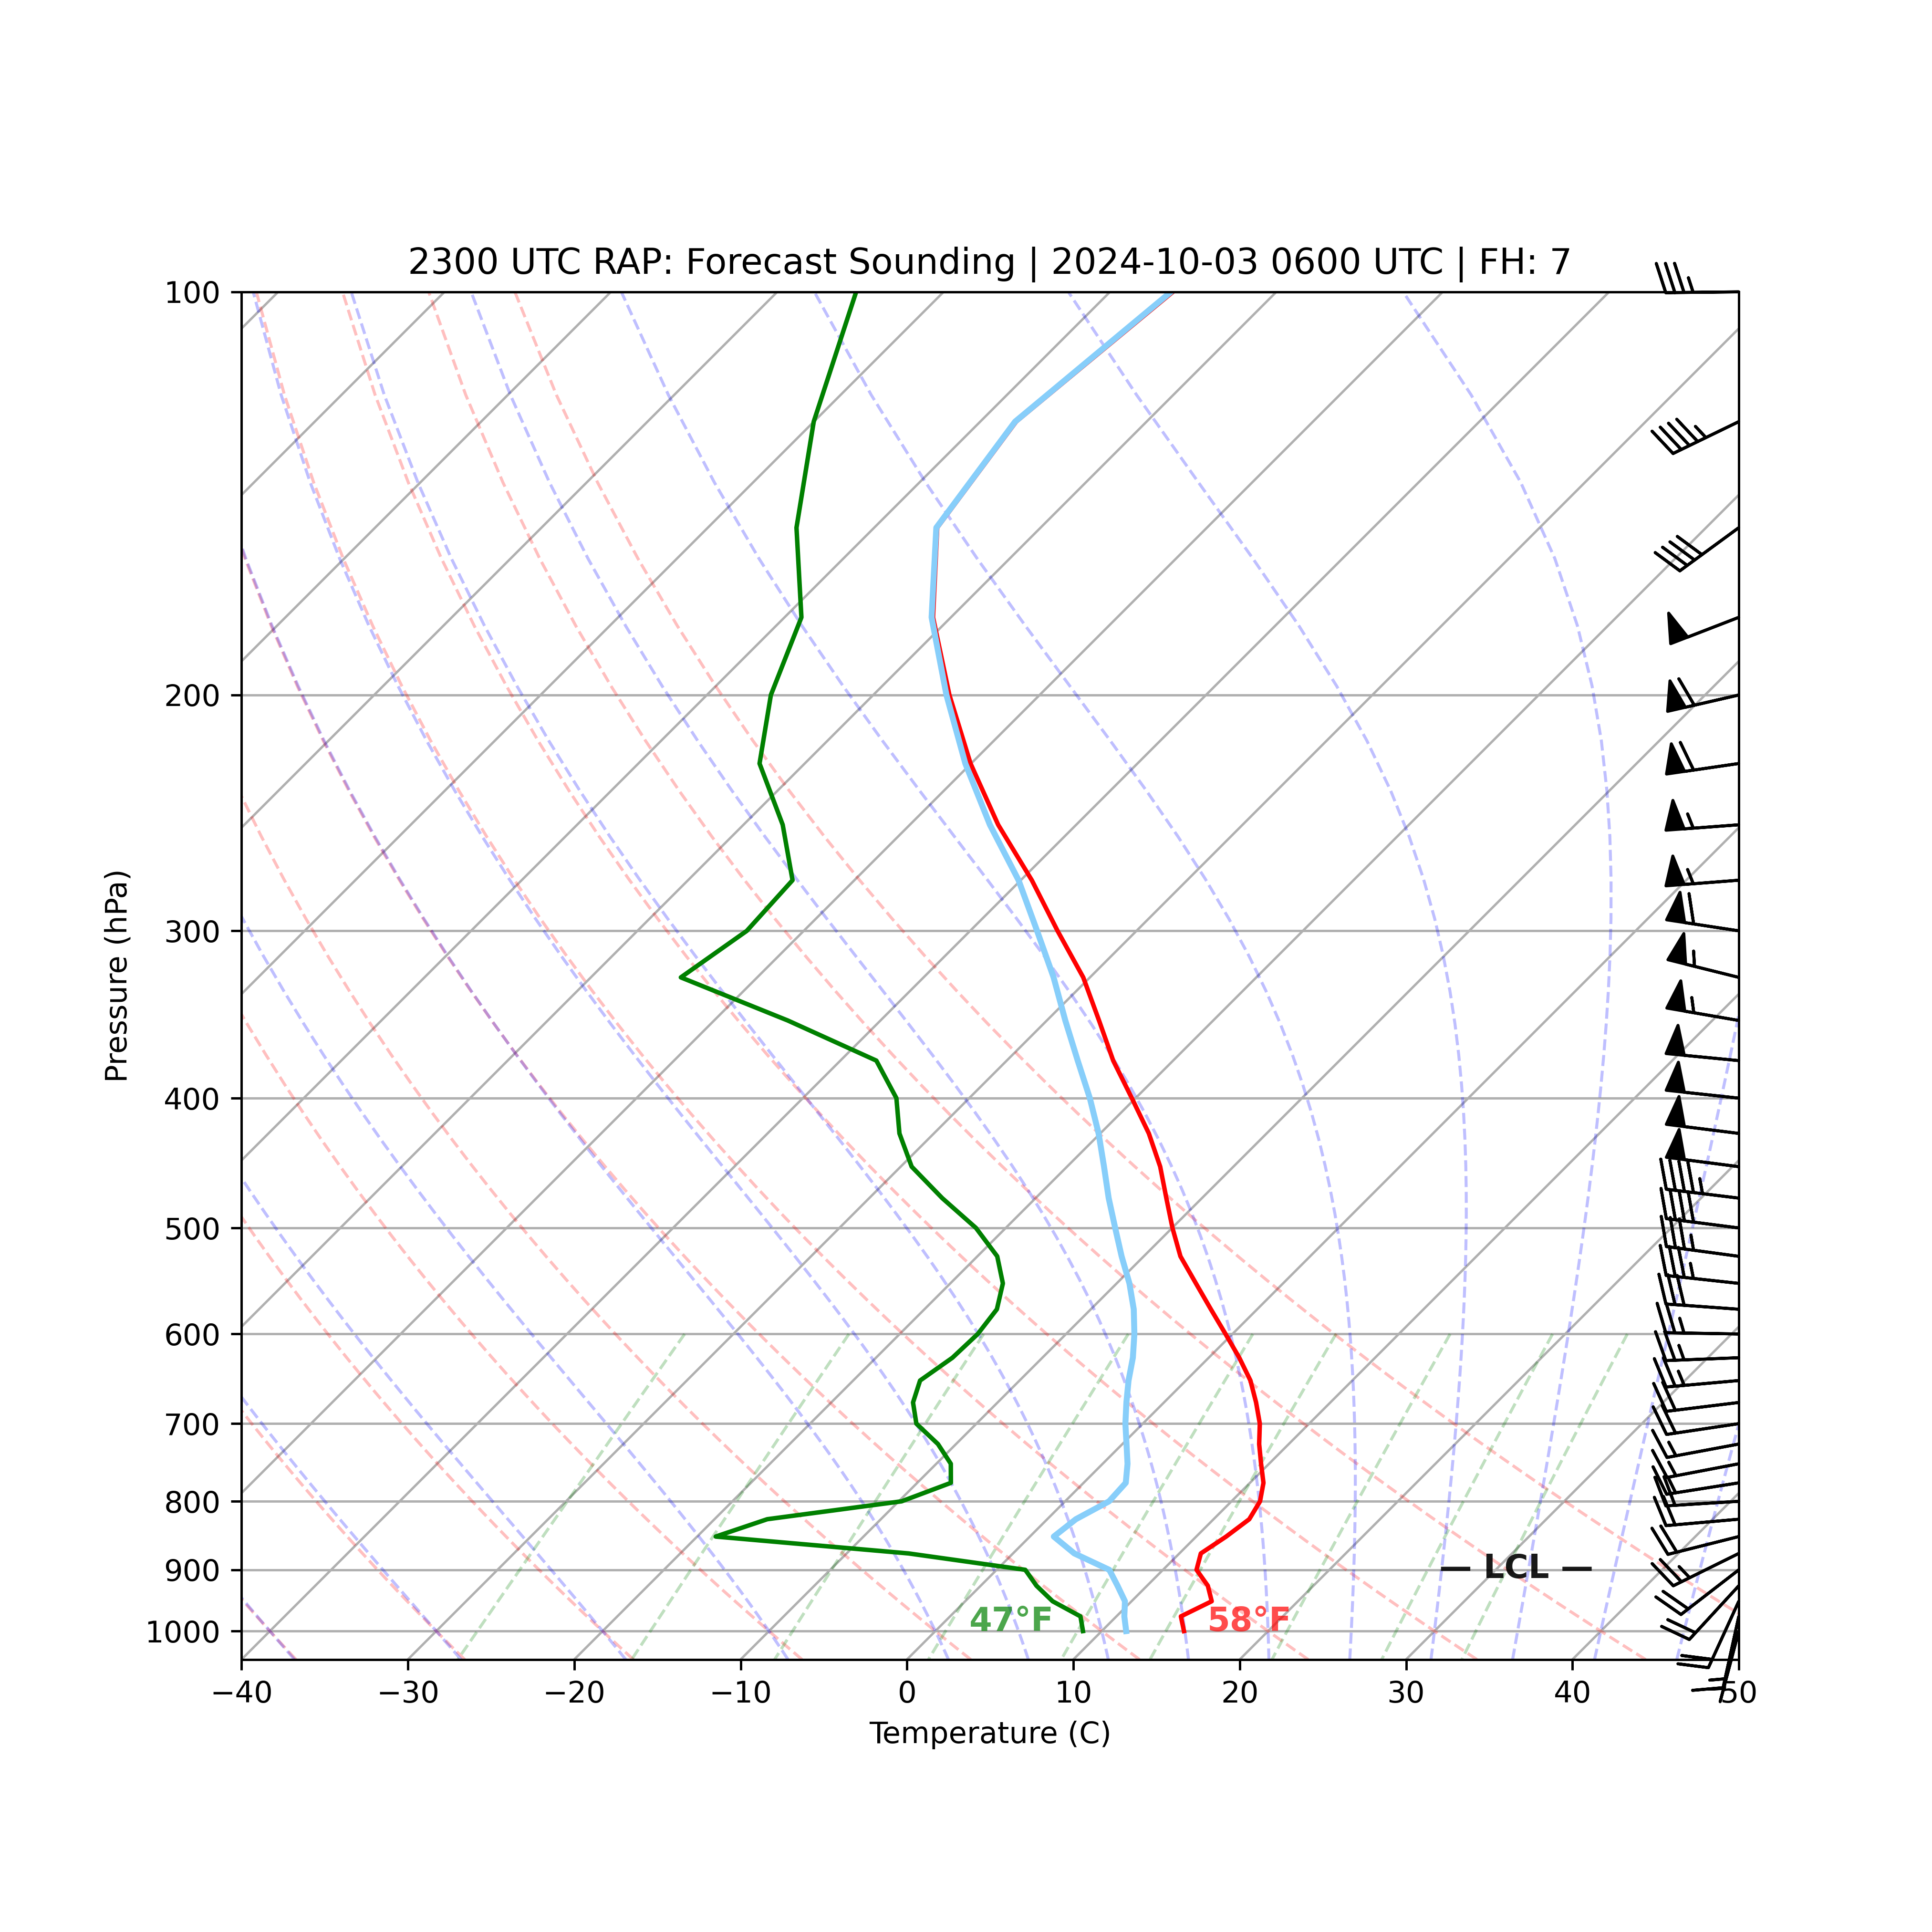 2300 UTC RAP: Forecast Sounding | 2024-10-03 0600 UTC | FH: 7
100
200
300
400
500
600
700
800
900
1000
Pressure (hPa)
— LCL —
47°F
58°F
−40 −30 −20 −10 0 10 20 30 40 50
Temperature (C)